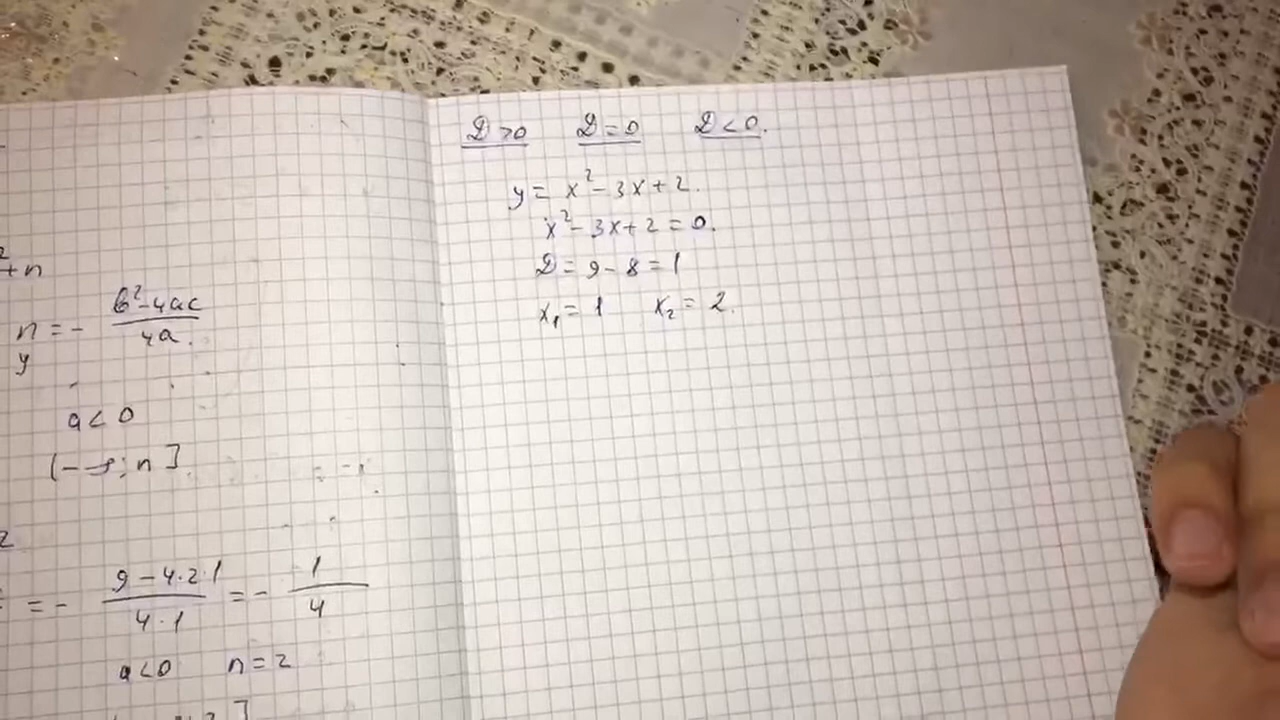 +n
n = - b²-4ac / 4a.
y
a < 0
(-∞; n].
= - 9 - 4·2·1 / 4·1 = - 1 / 4
a<0 n = 2
D>0 D=0 D<0.
y = x² - 3x + 2.
x² - 3x + 2 = 0.
D = 9 - 8 = 1
x₁ = 1 x₂ = 2.